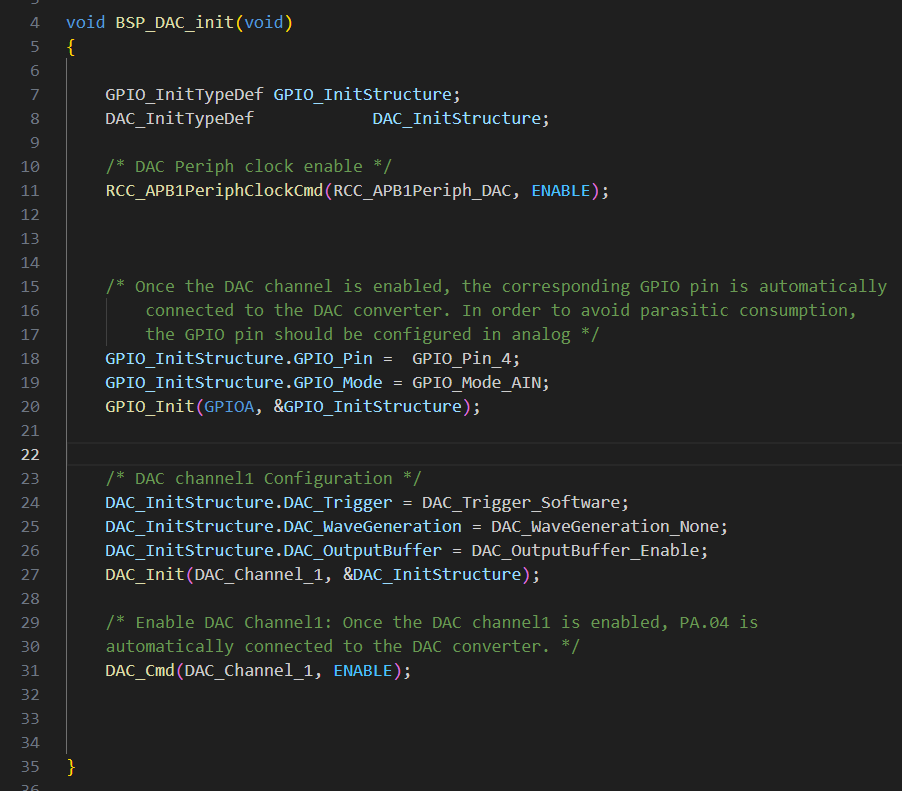 4 void BSP_DAC_init(void)
5 {
6
7 GPIO_InitTypeDef GPIO_InitStructure;
8 DAC_InitTypeDef            DAC_InitStructure;
9
10 /* DAC Periph clock enable */
11 RCC_APB1PeriphClockCmd(RCC_APB1Periph_DAC, ENABLE);
12
13
14
15 /* Once the DAC channel is enabled, the corresponding GPIO pin is automatically
16 connected to the DAC converter. In order to avoid parasitic consumption,
17 the GPIO pin should be configured in analog */
18 GPIO_InitStructure.GPIO_Pin =  GPIO_Pin_4;
19 GPIO_InitStructure.GPIO_Mode = GPIO_Mode_AIN;
20 GPIO_Init(GPIOA, &GPIO_InitStructure);
21
22
23 /* DAC channel1 Configuration */
24 DAC_InitStructure.DAC_Trigger = DAC_Trigger_Software;
25 DAC_InitStructure.DAC_WaveGeneration = DAC_WaveGeneration_None;
26 DAC_InitStructure.DAC_OutputBuffer = DAC_OutputBuffer_Enable;
27 DAC_Init(DAC_Channel_1, &DAC_InitStructure);
28
29 /* Enable DAC Channel1: Once the DAC channel1 is enabled, PA.04 is
30 automatically connected to the DAC converter. */
31 DAC_Cmd(DAC_Channel_1, ENABLE);
32
33
34
35 }